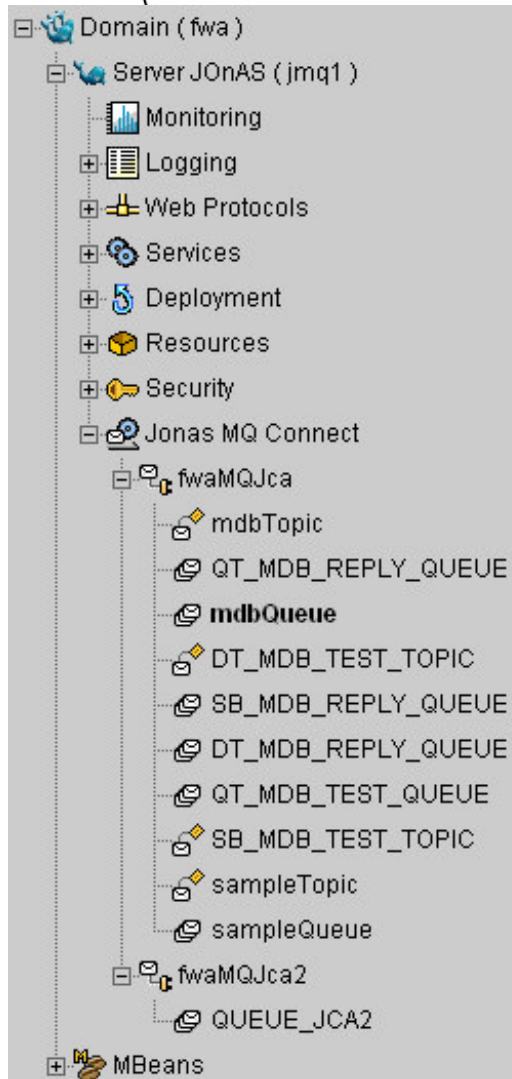 Domain ( fwa )
Server JOnAS ( jmq1 )
Monitoring
Logging
Web Protocols
Services
Deployment
Resources
Security
Jonas MQ Connect
fwaMQJca
mdbTopic
QT_MDB_REPLY_QUEUE
mdbQueue
DT_MDB_TEST_TOPIC
SB_MDB_REPLY_QUEUE
DT_MDB_REPLY_QUEUE
QT_MDB_TEST_QUEUE
SB_MDB_TEST_TOPIC
sampleTopic
sampleQueue
fwaMQJca2
QUEUE_JCA2
MBeans